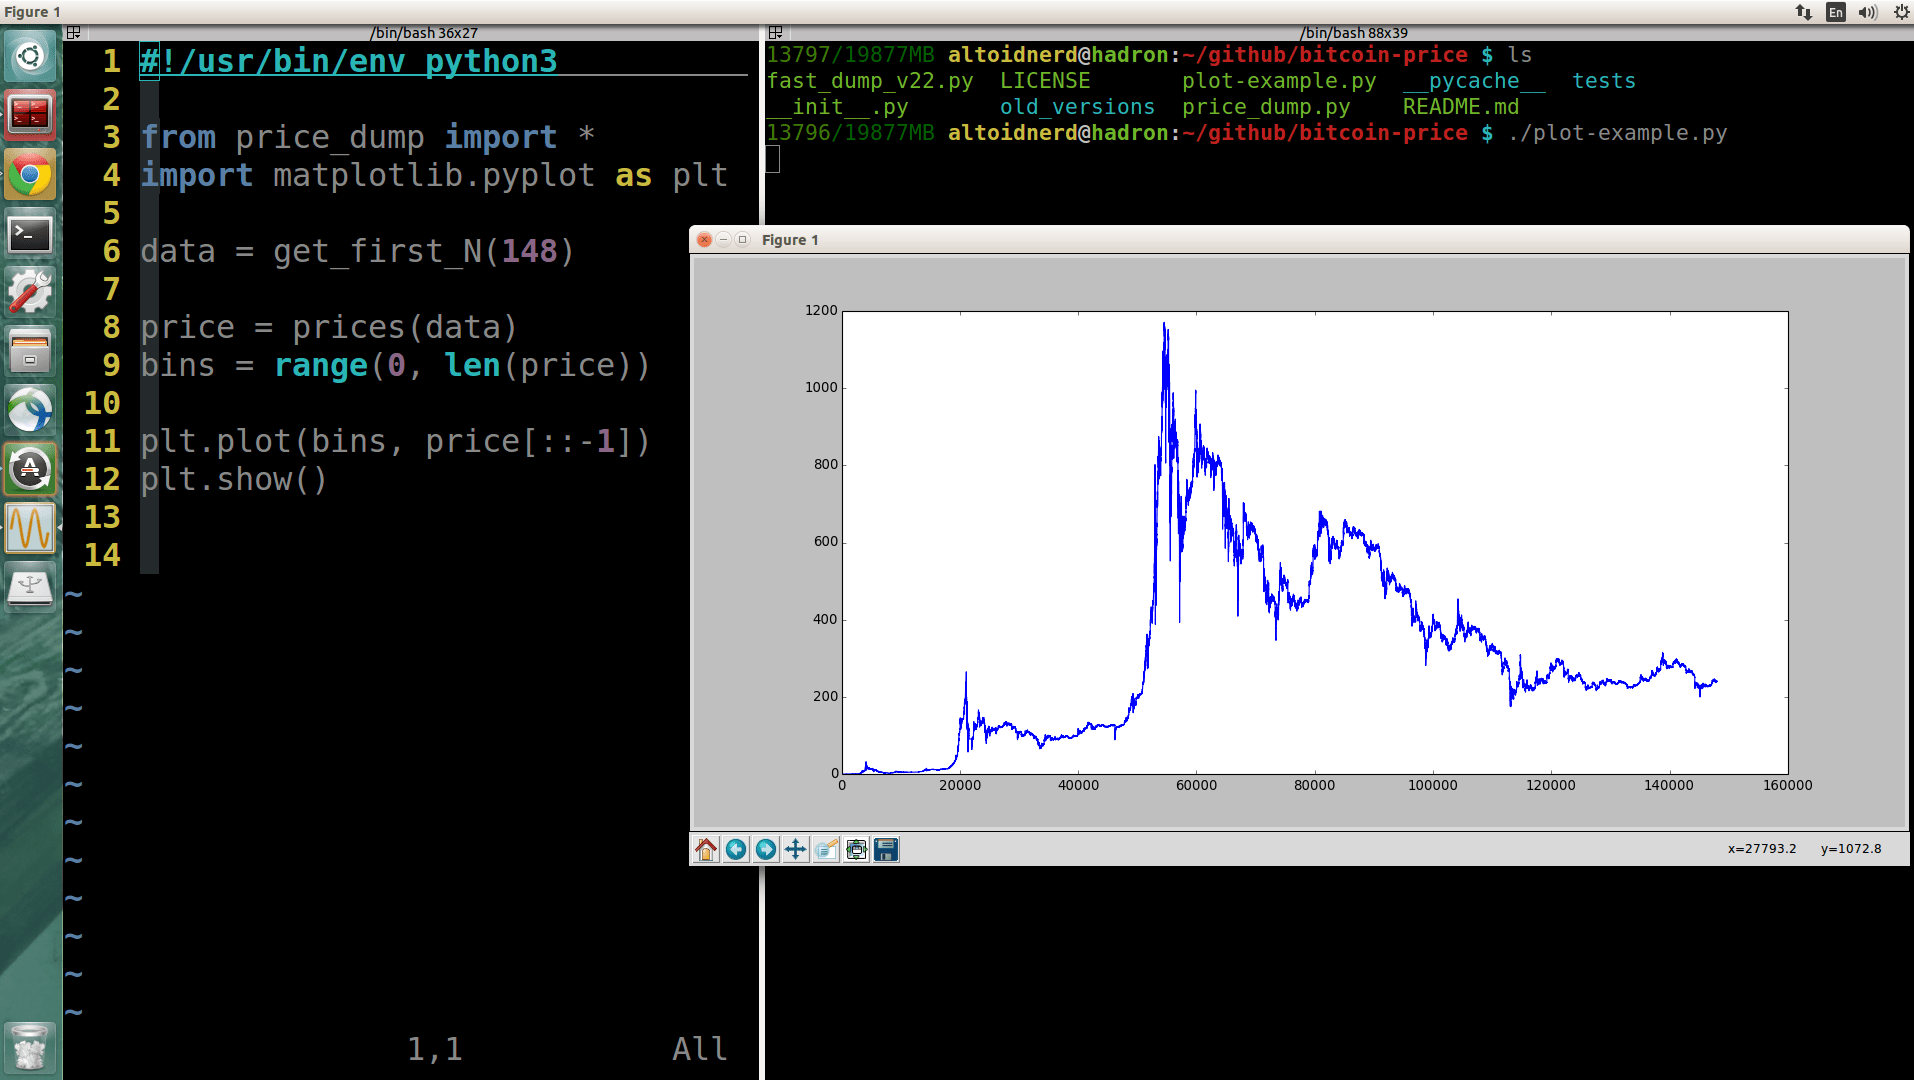 Figure 1
En
/bin/bash 36x27
1 #!/usr/bin/env python3
2
3 from price_dump import *
4 import matplotlib.pyplot as plt
5
6 data = get_first_N(148)
7
8 price = prices(data)
9 bins = range(0, len(price))
10
11 plt.plot(bins, price[::-1])
12 plt.show()
13
14
~
~
~
~
~
~
~
~
~
~
~
~
1,1 All
/bin/bash 88x39
13797/19877MB altoidnerd@hadron:~/github/bitcoin-price $ ls
fast_dump_v22.py LICENSE plot-example.py __pycache__ tests
__init__.py old_versions price_dump.py README.md
13796/19877MB altoidnerd@hadron:~/github/bitcoin-price $ ./plot-example.py
Figure 1
1200
1000
800
600
400
200
0
0 20000 40000 60000 80000 100000 120000 140000 160000
x=27793.2 y=1072.8